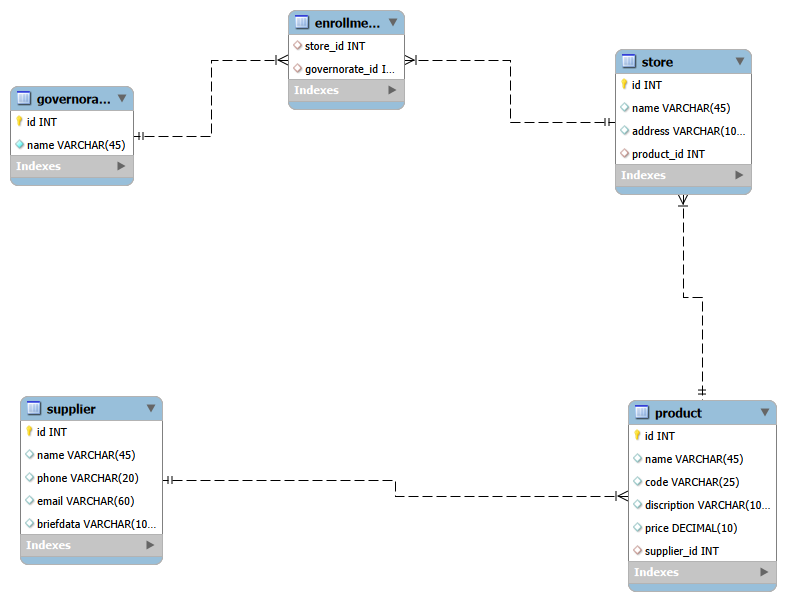 enrollme...
store_id INT
governorate_id I...
Indexes
store
id INT
name VARCHAR(45)
address VARCHAR(10...
product_id INT
Indexes
governora...
id INT
name VARCHAR(45)
Indexes
supplier
id INT
name VARCHAR(45)
phone VARCHAR(20)
email VARCHAR(60)
briefdata VARCHAR(10...
Indexes
product
id INT
name VARCHAR(45)
code VARCHAR(25)
discription VARCHAR(10...
price DECIMAL(10)
supplier_id INT
Indexes